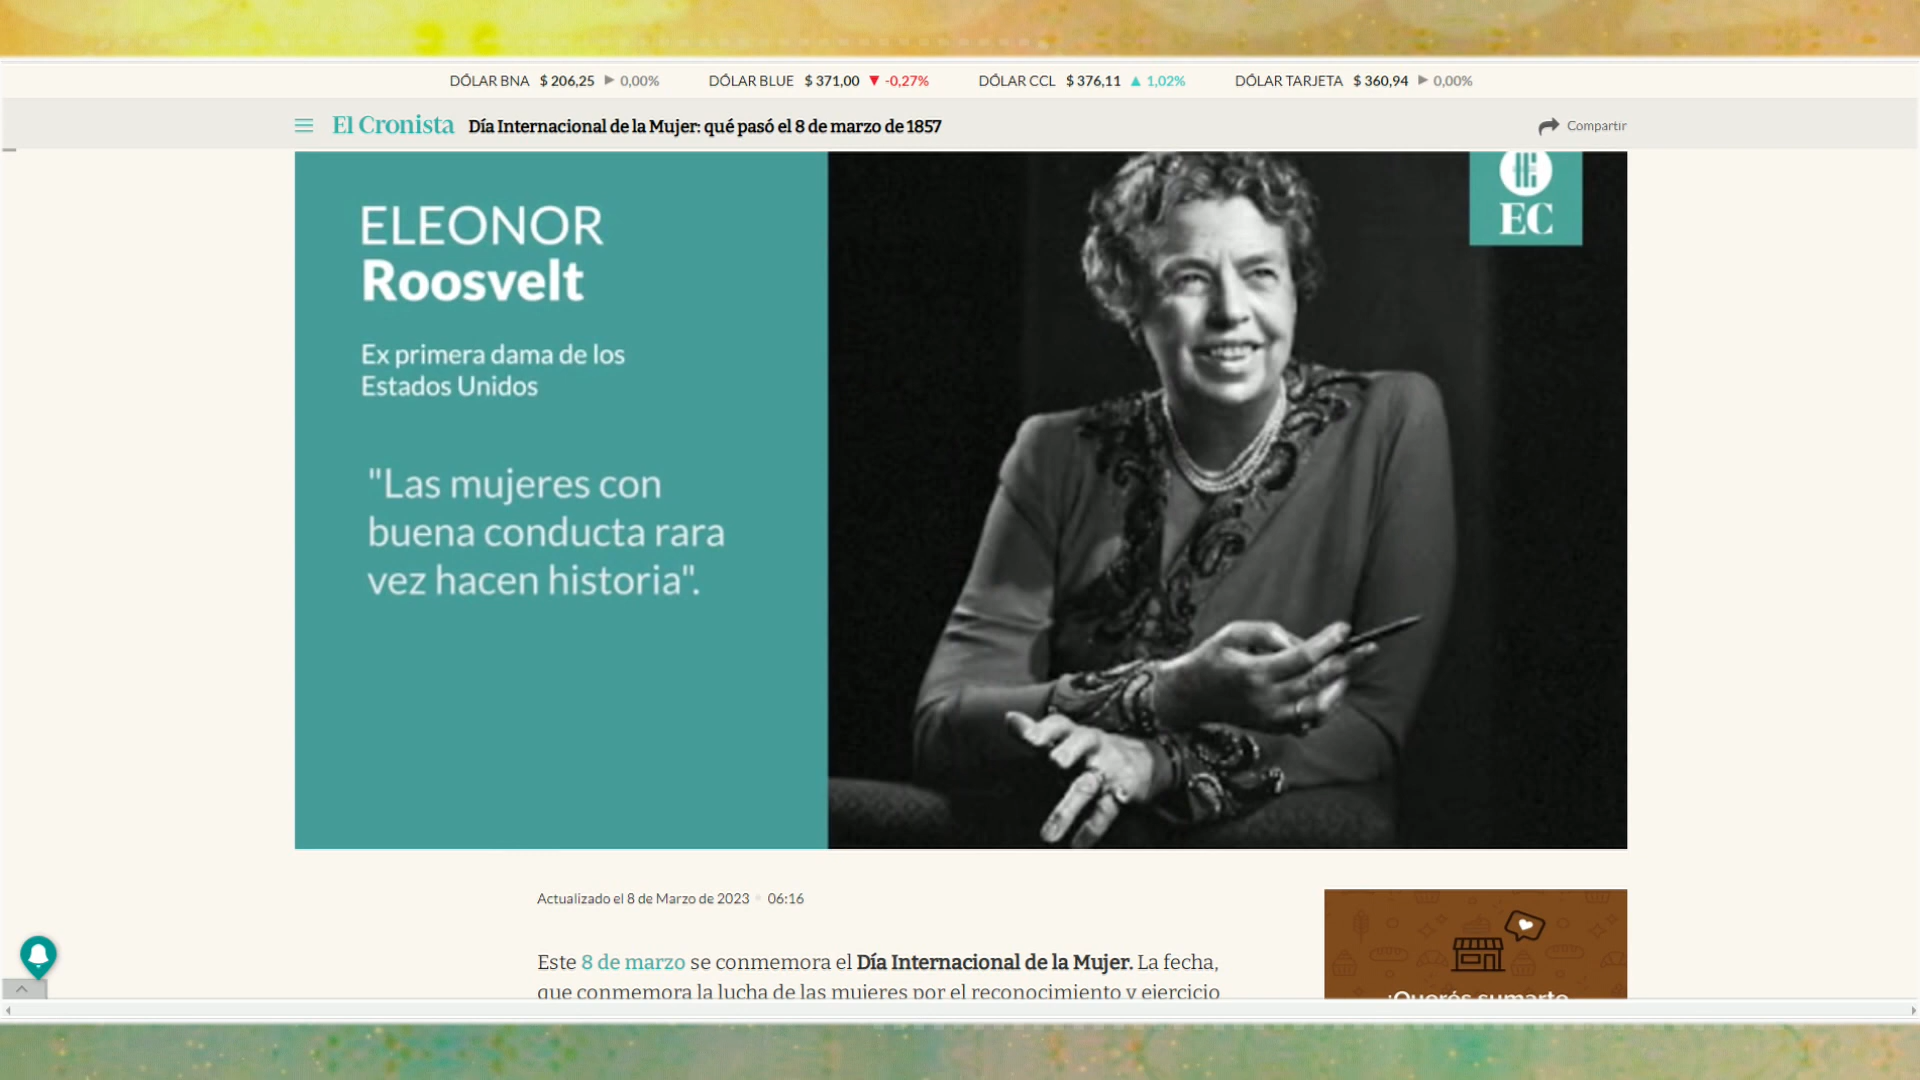 DÓLAR BNA $ 206,25 0,00% DÓLAR BLUE $ 371,00 -0,27% DÓLAR CCL $ 376,11 1,02% DÓLAR TARJETA $ 360,94 0,00%
El Cronista Día Internacional de la Mujer: qué pasó el 8 de marzo de 1857 Compartir
EC
ELEONOR
Roosvelt
Ex primera dama de los
Estados Unidos
"Las mujeres con
buena conducta rara
vez hacen historia".
Actualizado el 8 de Marzo de 2023 06:16
Este 8 de marzo se conmemora el Día Internacional de la Mujer. La fecha,
que conmemora la lucha de las mujeres por el reconocimiento y ejercicio
¿Querés sumarte